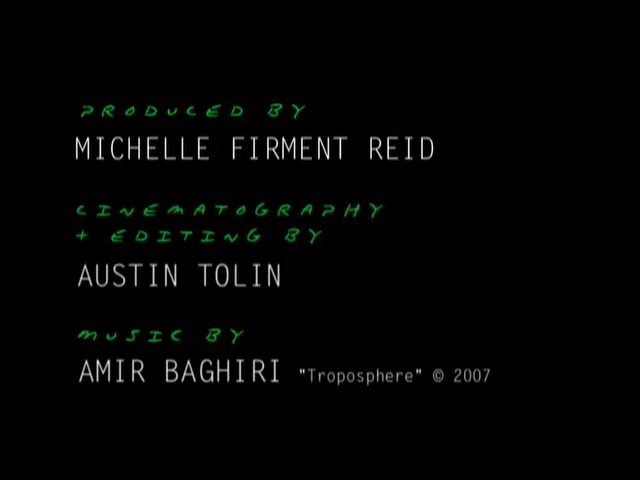 PRODUCED BY
MICHELLE FIRMENT REID
CINEMATOGRAPHY
+ EDITING BY
AUSTIN TOLIN
MUSIC BY
AMIR BAGHIRI "Troposphere" © 2007